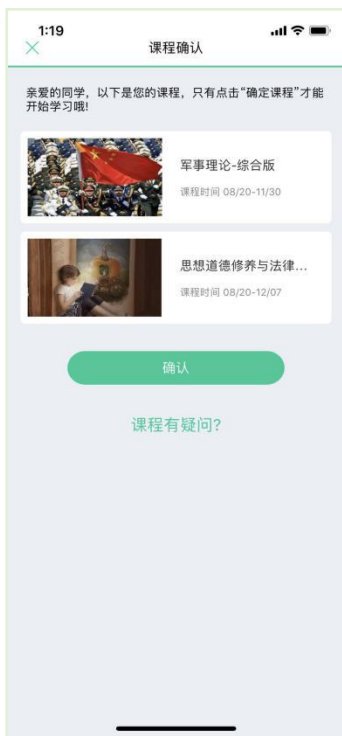 1:19
课程确认
亲爱的同学，以下是您的课程，只有点击“确定课程”才能
开始学习哦!
军事理论-综合版
课程时间 08/20-11/30
思想道德修养与法律...
课程时间 08/20-12/07
确认
课程有疑问?